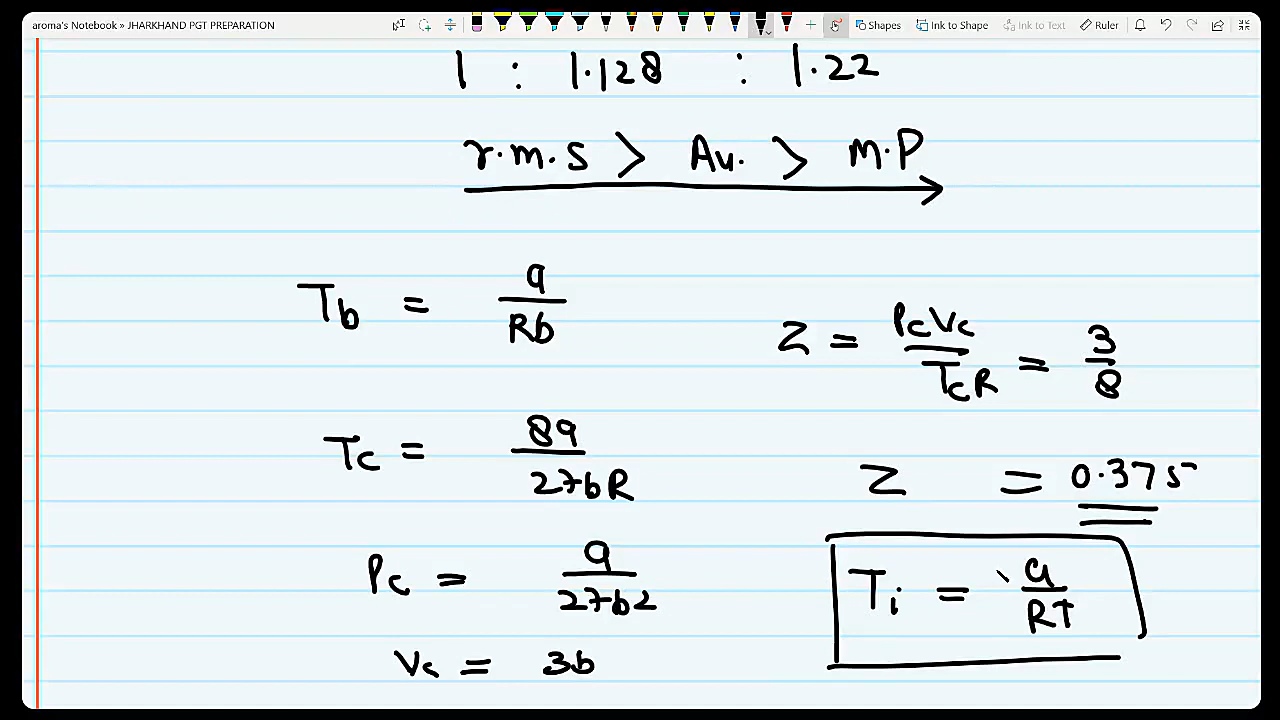 aroma's Notebook » JHARKHAND PGT PREPARATION Shapes Ink to Shape Ink to Text Ruler
1 : 1.128 : 1.22
r.m.s > Av. > M.P
Tb = a/Rb
Z = PcVc/TcR = 3/8
Tc = 8a/27bR
Z = 0.375
Pc = a/27b2
Ti = a/RT
Vc = 3b